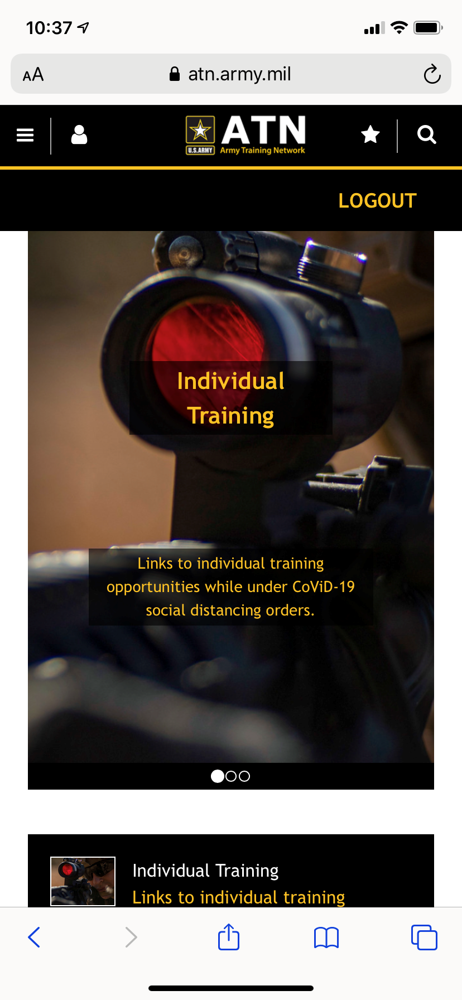 10:37
AA atn.army.mil
U.S.ARMY
ATN
Army Training Network
LOGOUT
Individual
Training
Links to individual training
opportunities while under CoViD-19
social distancing orders.
Individual Training
Links to individual training